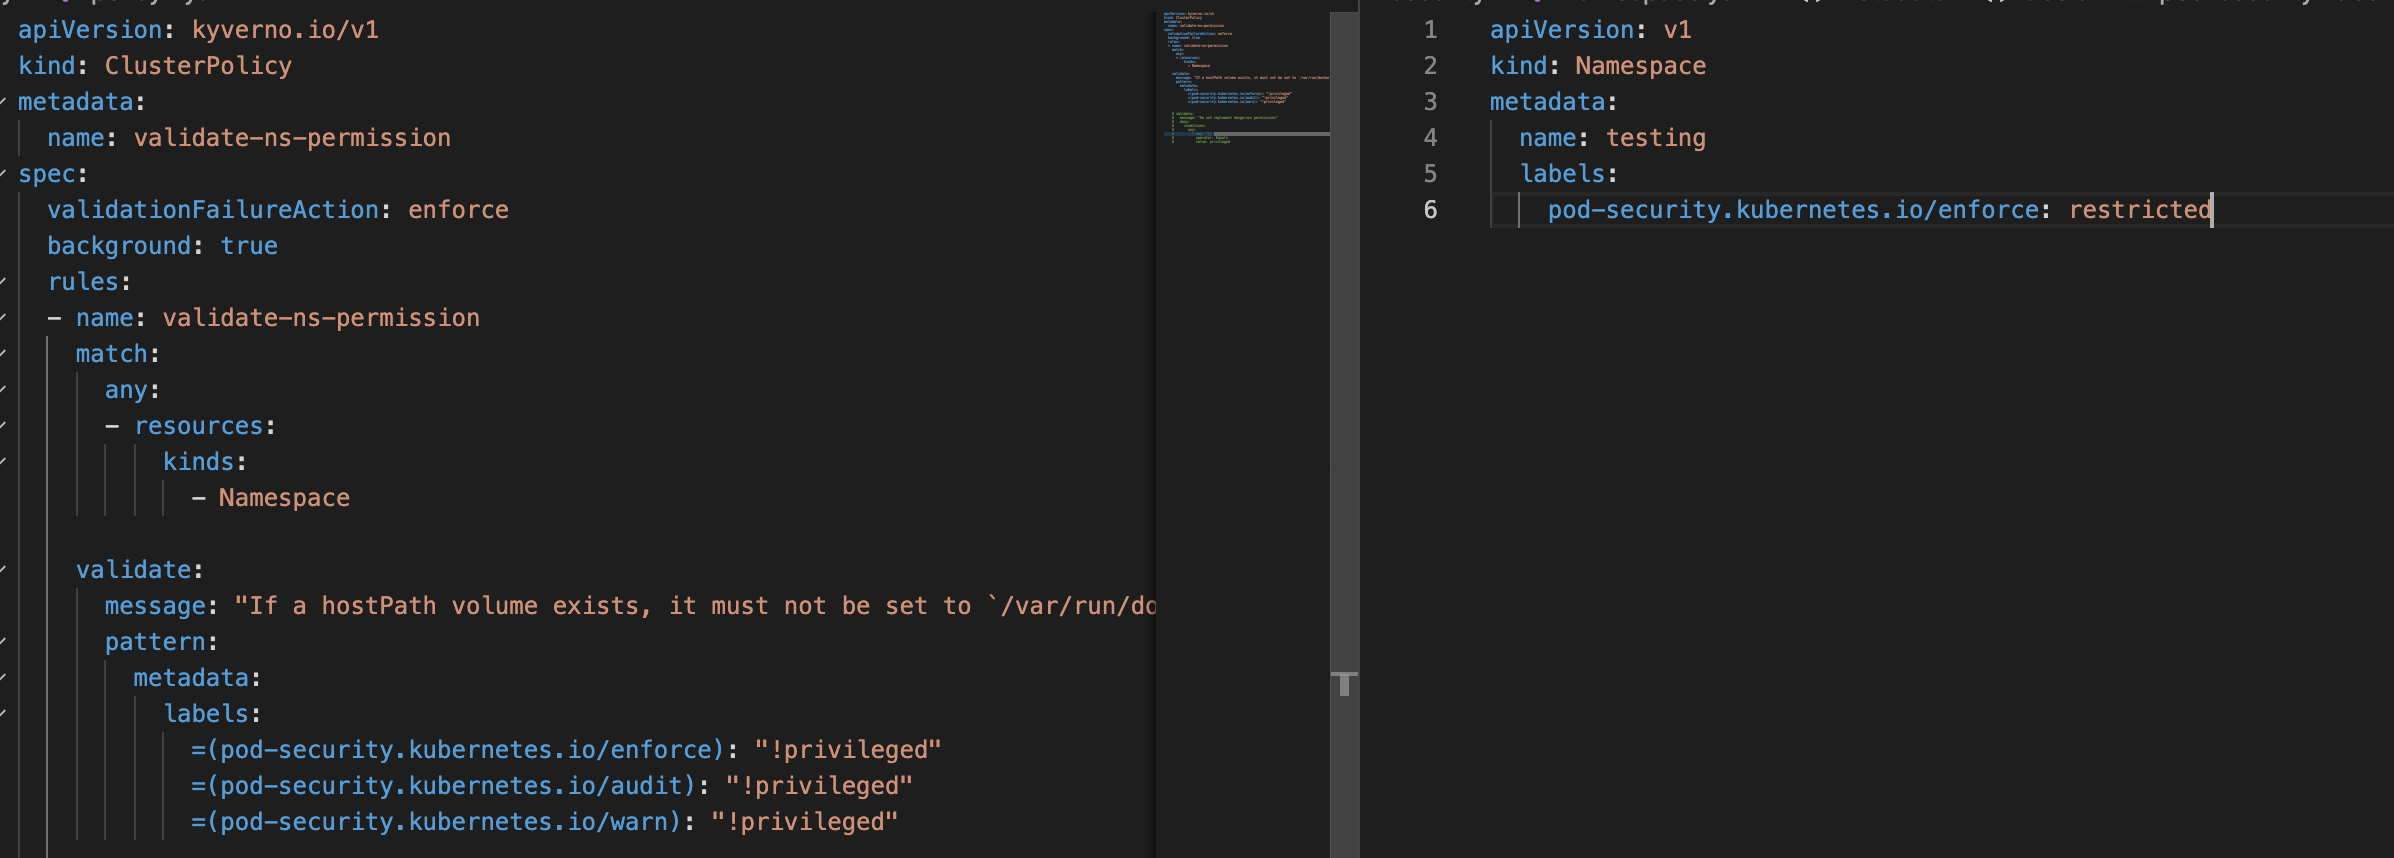 apiVersion: kyverno.io/v1
kind: ClusterPolicy
metadata:
  name: validate-ns-permission
spec:
  validationFailureAction: enforce
  background: true
  rules:
  - name: validate-ns-permission
    match:
      any:
      - resources:
          kinds:
            - Namespace
    validate:
      message: "If a hostPath volume exists, it must not be set to `/var/run/do
      pattern:
        metadata:
          labels:
            =(pod-security.kubernetes.io/enforce): "!privileged"
            =(pod-security.kubernetes.io/audit): "!privileged"
            =(pod-security.kubernetes.io/warn): "!privileged"
1 apiVersion: v1
2 kind: Namespace
3 metadata:
4   name: testing
5   labels:
6     pod-security.kubernetes.io/enforce: restricted